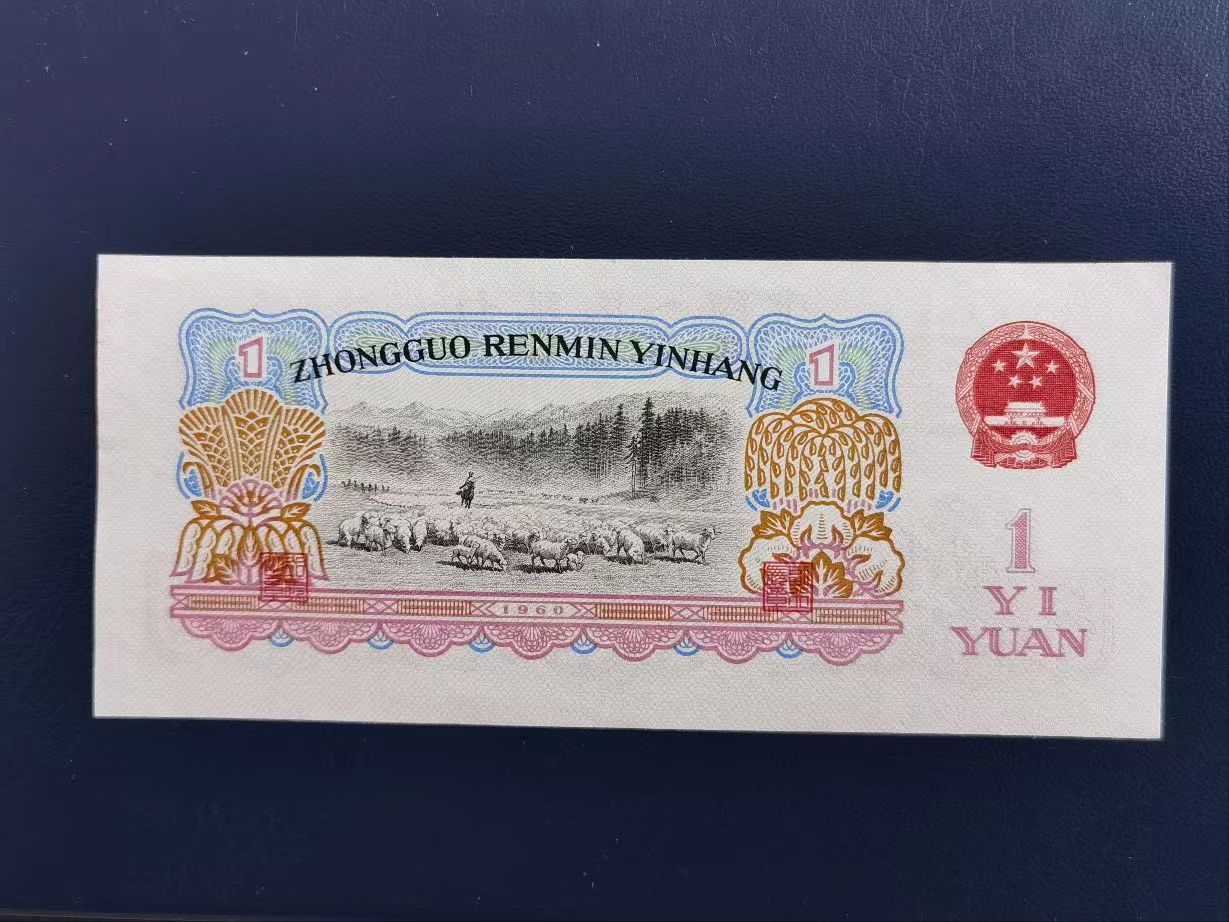 1 1
ZHONGGUO RENMIN YINHANG
1960
1
YI
YUAN